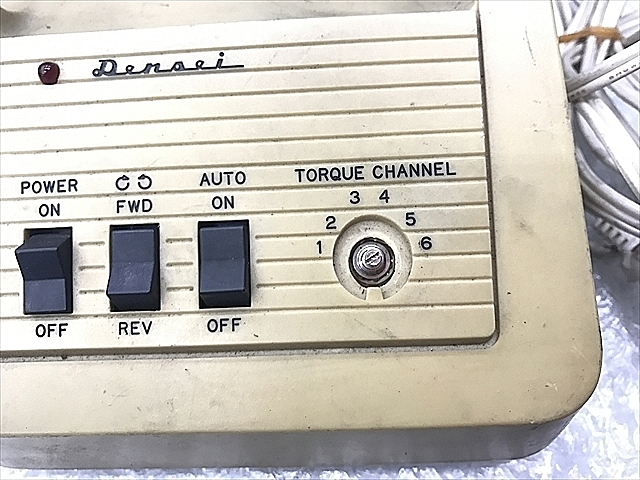 Densei
POWER
ON
OFF
FWD
REV
AUTO
ON
OFF
TORQUE CHANNEL
1 2 3 4 5 6